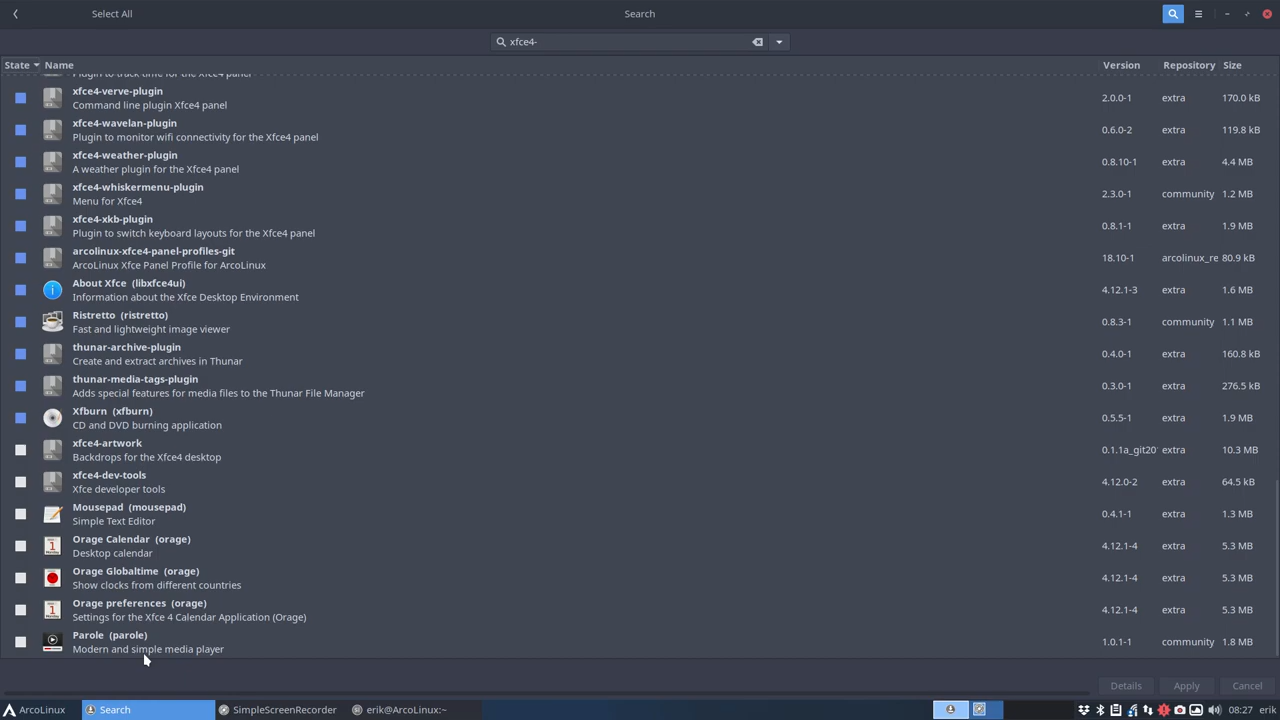 Select All
Search
xfce4-
State
Name
Version
Repository
Size
Plugin to track time for the Xfce4 panel
xfce4-verve-plugin
Command line plugin Xfce4 panel
2.0.0-1
extra
170.0 kB
xfce4-wavelan-plugin
Plugin to monitor wifi connectivity for the Xfce4 panel
0.6.0-2
extra
119.8 kB
xfce4-weather-plugin
A weather plugin for the Xfce4 panel
0.8.10-1
extra
4.4 MB
xfce4-whiskermenu-plugin
Menu for Xfce4
2.3.0-1
community
1.2 MB
xfce4-xkb-plugin
Plugin to switch keyboard layouts for the Xfce4 panel
0.8.1-1
extra
1.9 MB
arcolinux-xfce4-panel-profiles-git
ArcoLinux Xfce Panel Profile for ArcoLinux
18.10-1
arcolinux_re
80.9 kB
About Xfce (libxfce4ui)
Information about the Xfce Desktop Environment
4.12.1-3
extra
1.6 MB
Ristretto (ristretto)
Fast and lightweight image viewer
0.8.3-1
community
1.1 MB
thunar-archive-plugin
Create and extract archives in Thunar
0.4.0-1
extra
160.8 kB
thunar-media-tags-plugin
Adds special features for media files to the Thunar File Manager
0.3.0-1
extra
276.5 kB
Xfburn (xfburn)
CD and DVD burning application
0.5.5-1
extra
1.9 MB
xfce4-artwork
Backdrops for the Xfce4 desktop
0.1.1a_git20
extra
10.3 MB
xfce4-dev-tools
Xfce developer tools
4.12.0-2
extra
64.5 kB
Mousepad (mousepad)
Simple Text Editor
0.4.1-1
extra
1.3 MB
Orage Calendar (orage)
Desktop calendar
4.12.1-4
extra
5.3 MB
Orage Globaltime (orage)
Show clocks from different countries
4.12.1-4
extra
5.3 MB
Orage preferences (orage)
Settings for the Xfce 4 Calendar Application (Orage)
4.12.1-4
extra
5.3 MB
Parole (parole)
Modern and simple media player
1.0.1-1
community
1.8 MB
Details
Apply
Cancel
ArcoLinux
Search
SimpleScreenRecorder
erik@ArcoLinux:~
08:27
erik